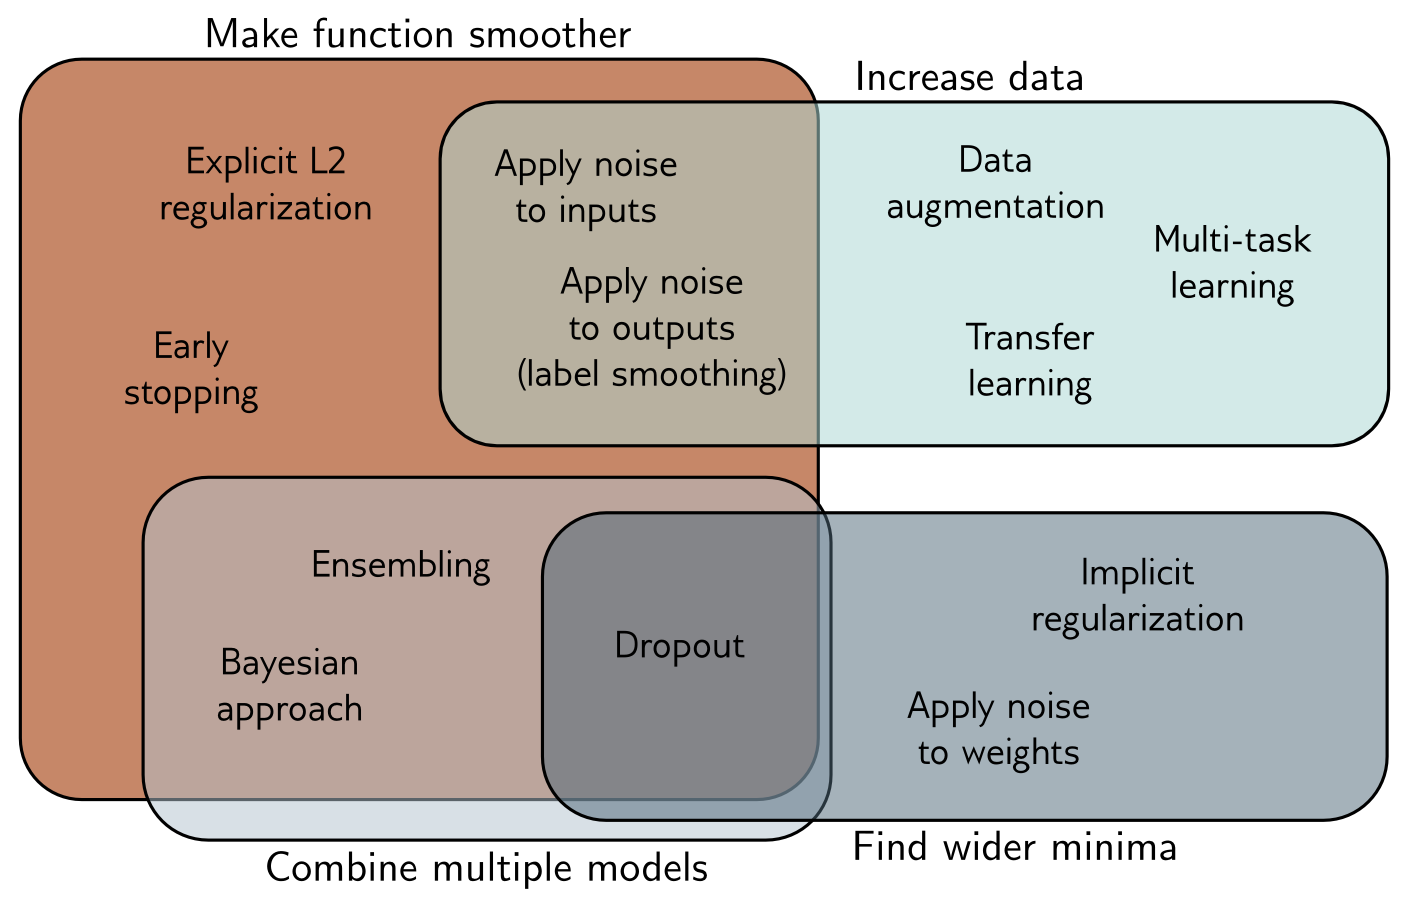 Make function smoother
Increase data
Explicit L2
regularization
Apply noise
to inputs
Data
augmentation
Multi-task
learning
Apply noise
to outputs
(label smoothing)
Early
stopping
Transfer
learning
Ensembling
Implicit
regularization
Dropout
Bayesian
approach
Apply noise
to weights
Find wider minima
Combine multiple models